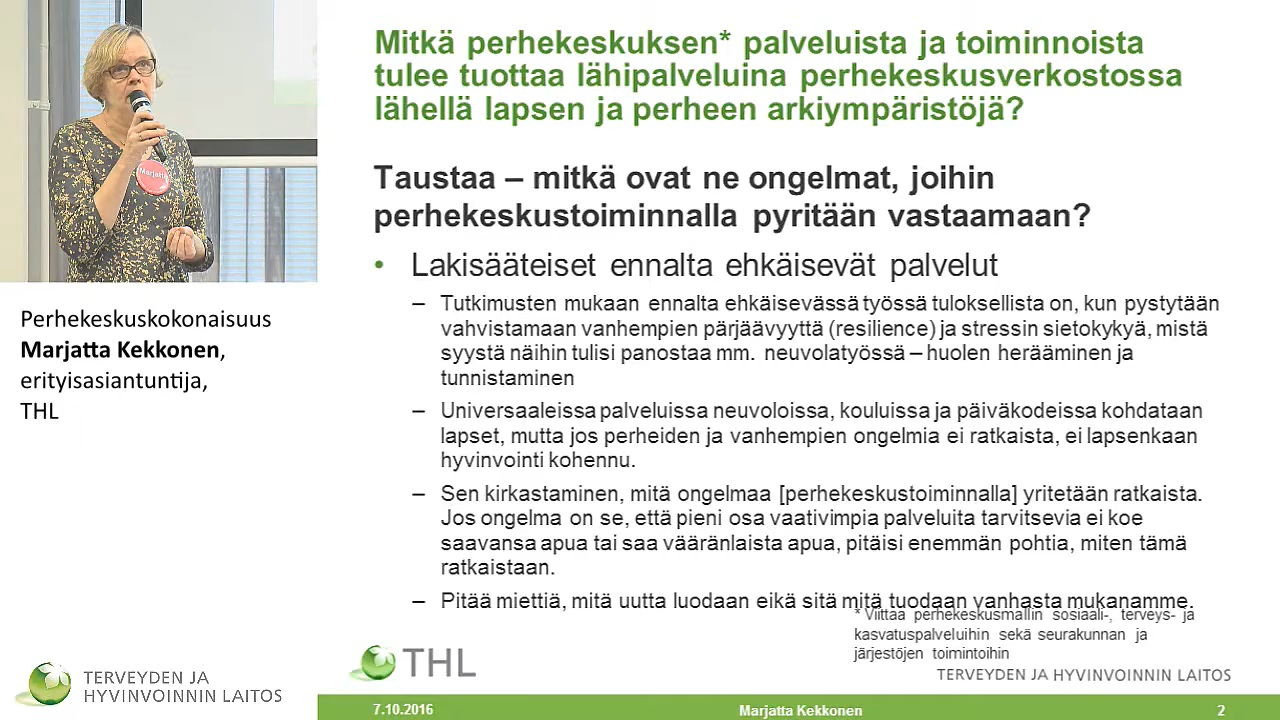 Marjatta
Perhekeskuskokonaisuus
Marjatta Kekkonen,
erityisasiantuntija,
THL
TERVEYDEN JA
HYVINVOINNIN LAITOS
Mitkä perhekeskuksen* palveluista ja toiminnoista
tulee tuottaa lähipalveluina perhekeskusverkostossa
lähellä lapsen ja perheen arkiympäristöjä?
Taustaa – mitkä ovat ne ongelmat, joihin
perhekeskustoiminnalla pyritään vastaamaan?
• Lakisääteiset ennalta ehkäisevät palvelut
– Tutkimusten mukaan ennalta ehkäisevässä työssä tuloksellista on, kun pystytään
vahvistamaan vanhempien pärjäävyyttä (resilience) ja stressin sietokykyä, mistä
syystä näihin tulisi panostaa mm. neuvolatyössä – huolen herääminen ja
tunnistaminen
– Universaaleissa palveluissa neuvoloissa, kouluissa ja päiväkodeissa kohdataan
lapset, mutta jos perheiden ja vanhempien ongelmia ei ratkaista, ei lapsenkaan
hyvinvointi kohennu.
– Sen kirkastaminen, mitä ongelmaa [perhekeskustoiminnalla] yritetään ratkaista.
Jos ongelma on se, että pieni osa vaativimpia palveluita tarvitsevia ei koe
saavansa apua tai saa vääränlaista apua, pitäisi enemmän pohtia, miten tämä
ratkaistaan.
– Pitää miettiä, mitä uutta luodaan eikä sitä mitä tuodaan vanhasta mukanamme.
* Viittaa perhekeskusmallin sosiaali-, terveys- ja
kasvatuspalveluihin sekä seurakunnan ja
järjestöjen toimintoihin
THL
TERVEYDEN JA HYVINVOINNIN LAITOS
7.10.2016
Marjatta Kekkonen
2